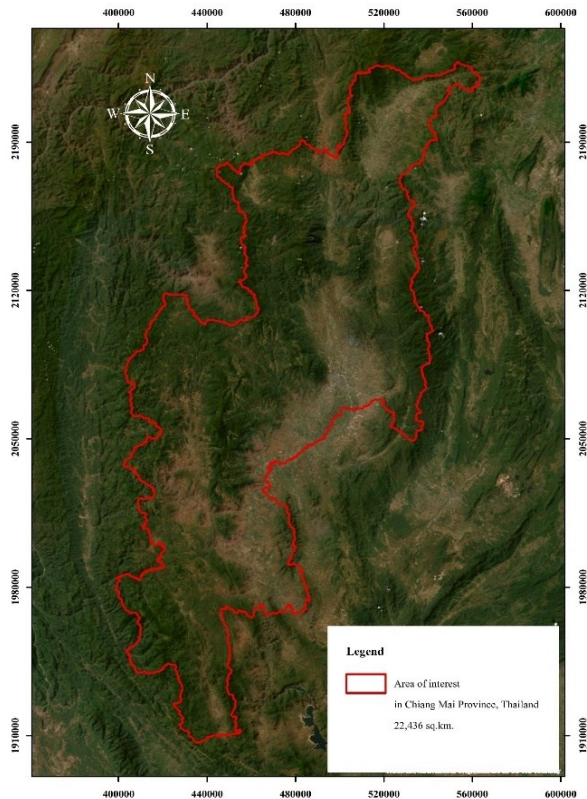 400000 440000 480000 520000 560000 600000
N
W E
S
2190000 2190000
2120000 2120000
2050000 2050000
1980000 1980000
1910000 1910000
Legend
Area of interest
in Chiang Mai Province, Thailand
22,436 sq.km.
400000 440000 480000 520000 560000 600000